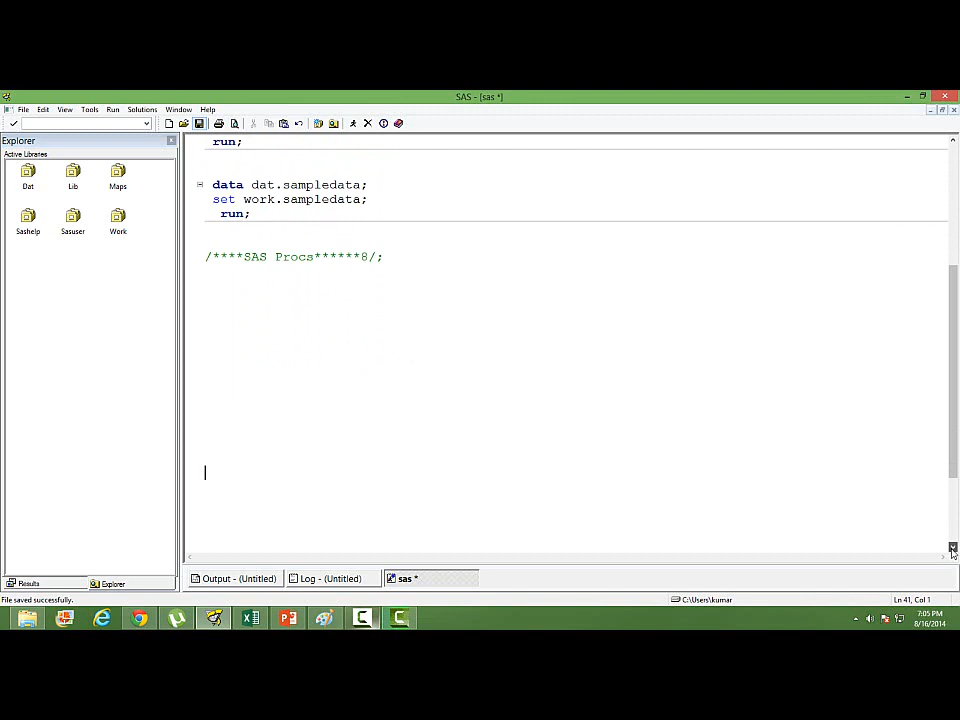 SAS - [sas *]
File Edit View Tools Run Solutions Window Help
Explorer
Active Libraries
Dat Lib Maps
Sashelp Sasuser Work
run;
data dat.sampledata;
set work.sampledata;
run;
/****SAS Procs******8/;
Results Explorer
Output - (Untitled) Log - (Untitled) sas *
File saved successfully.
C:\Users\kumar
Ln 41, Col 1
7:05 PM
8/16/2014